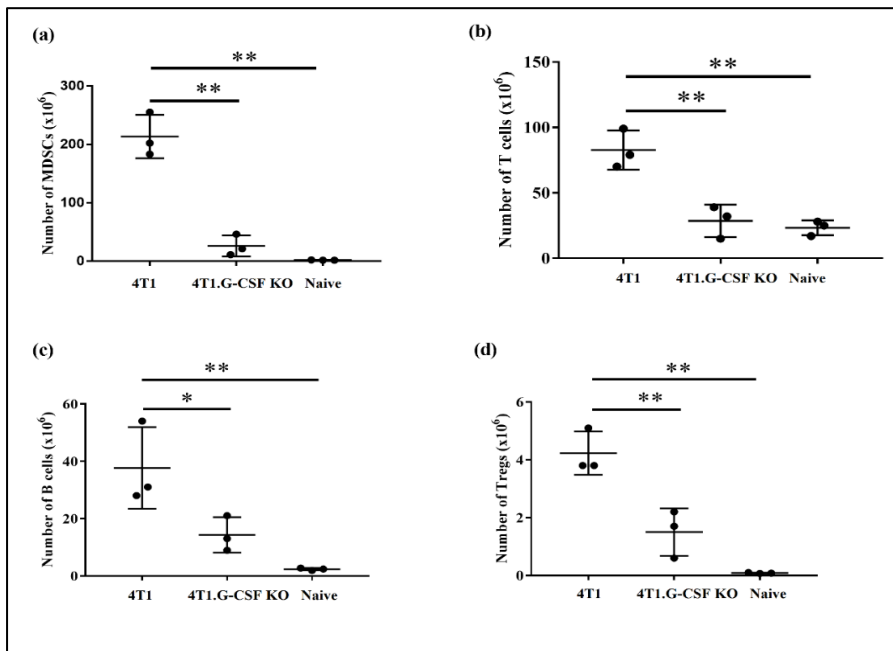 (a)
**
**
Number of MDSCs (x10⁶)
300
200
100
0
4T1
4T1.G-CSF KO
Naive
(b)
**
**
Number of T cells (x10⁶)
150
100
50
0
4T1
4T1.G-CSF KO
Naive
(c)
**
*
Number of B cells (x10⁶)
60
40
20
0
4T1
4T1.G-CSF KO
Naive
(d)
**
**
Number of Tregs (x10⁶)
6
4
2
0
4T1
4T1.G-CSF KO
Naive